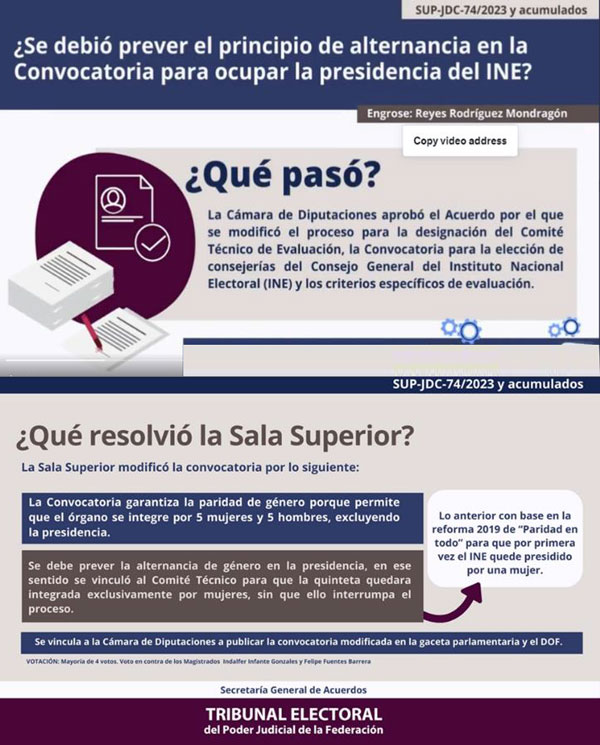 SUP-JDC-74/2023 y acumulados
¿Se debió prever el principio de alternancia en la
Convocatoria para ocupar la presidencia del INE?
Engrose: Reyes Rodríguez Mondragón
Copy video address
¿Qué pasó?
La Cámara de Diputaciones aprobó el Acuerdo por el que
se modificó el proceso para la designación del Comité
Técnico de Evaluación, la Convocatoria para la elección de
consejerías del Consejo General del Instituto Nacional
Electoral (INE) y los criterios específicos de evaluación.
SUP-JDC-74/2023 y acumulados
¿Qué resolvió la Sala Superior?
La Sala Superior modificó la convocatoria por lo siguiente:
La Convocatoria garantiza la paridad de género porque permite
que el órgano se integre por 5 mujeres y 5 hombres, excluyendo
la presidencia.
Se debe prever la alternancia de género en la presidencia, en ese
sentido se vinculó al Comité Técnico para que la quinteta quedara
integrada exclusivamente por mujeres, sin que ello interrumpa el
proceso.
Lo anterior con base en la
reforma 2019 de "Paridad en
todo" para que por primera
vez el INE quede presidido
por una mujer.
Se vincula a la Cámara de Diputaciones a publicar la convocatoria modificada en la gaceta parlamentaria y el DOF.
VOTACIÓN: Mayoría de 4 votos. Voto en contra de los Magistrados Indalfer Infante Gonzales y Felipe Fuentes Barrera
Secretaría General de Acuerdos
TRIBUNAL ELECTORAL
del Poder Judicial de la Federación